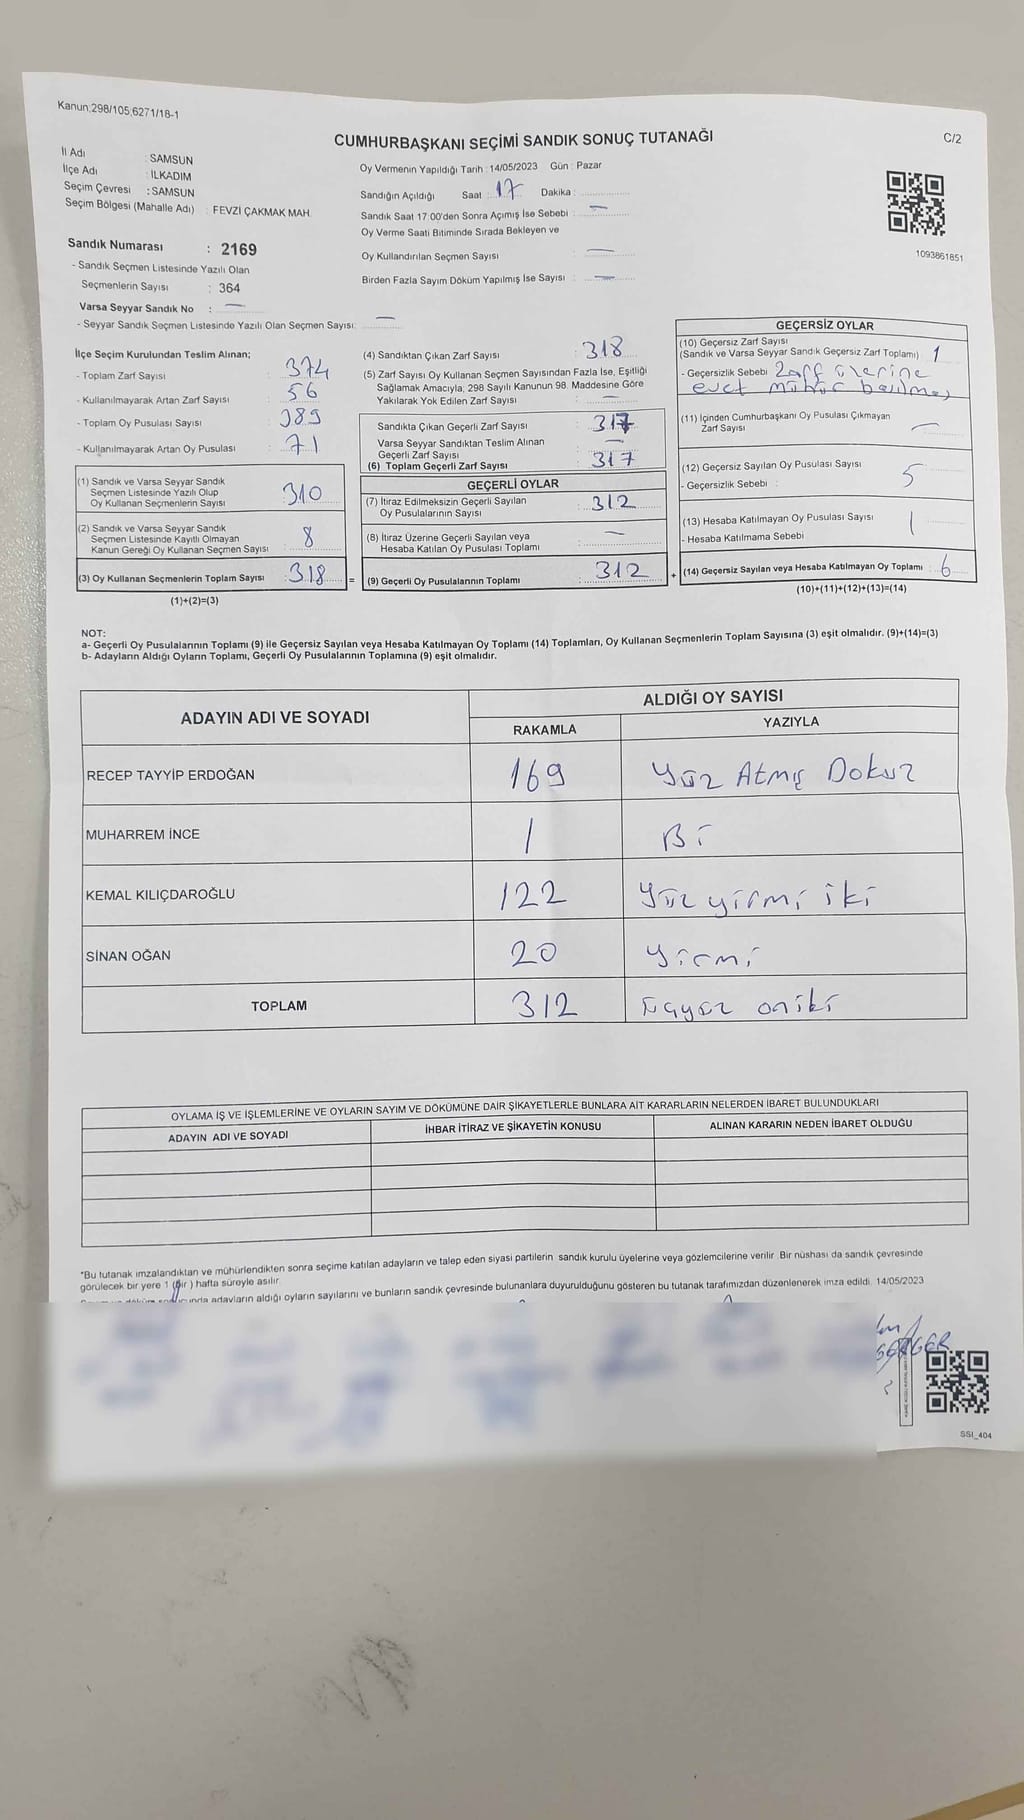 Kanun;298/105;6271/18-1
CUMHURBAŞKANI SEÇİMİ SANDIK SONUÇ TUTANAĞI
C/2
İl Adı : SAMSUN
İlçe Adı : İLKADIM
Seçim Çevresi : SAMSUN
Seçim Bölgesi (Mahalle Adı) : FEVZİ ÇAKMAK MAH.
Oy Vermenin Yapıldığı Tarih :14/05/2023 Gün : Pazar
Sandığın Açıldığı Saat : 17 Dakika :
Sandık Saat 17.00'den Sonra Açımış İse Sebebi : —
Oy Verme Saati Bitiminde Sırada Bekleyen ve
Oy Kullandırılan Seçmen Sayısı : —
Birden Fazla Sayım Döküm Yapılmış İse Sayısı : —
1093861851
Sandık Numarası : 2169
- Sandık Seçmen Listesinde Yazılı Olan
Seçmenlerin Sayısı : 364
Varsa Seyyar Sandık No : —
- Seyyar Sandık Seçmen Listesinde Yazılı Olan Seçmen Sayısı: —
İlçe Seçim Kurulundan Teslim Alınan;
- Toplam Zarf Sayısı : 374
- Kullanılmayarak Artan Zarf Sayısı : 56
- Toplam Oy Pusulası Sayısı : 389
- Kullanılmayarak Artan Oy Pusulası : 71
(1) Sandık ve Varsa Seyyar Sandık
Seçmen Listesinde Yazılı Olup
Oy Kullanan Seçmenlerin Sayısı : 310
(2) Sandık ve Varsa Seyyar Sandık
Seçmen Listesinde Kayıtlı Olmayan
Kanun Gereği Oy Kullanan Seçmen Sayısı : 8
(3) Oy Kullanan Seçmenlerin Toplam Sayısı : 318 =
(1)+(2)=(3)
(4) Sandıktan Çıkan Zarf Sayısı : 318
(5) Zarf Sayısı Oy Kullanan Seçmen Sayısından Fazla İse, Eşitliği
Sağlamak Amacıyla; 298 Sayılı Kanunun 98. Maddesine Göre
Yakılarak Yok Edilen Zarf Sayısı : —
Sandıkta Çıkan Geçerli Zarf Sayısı : 317
Varsa Seyyar Sandıktan Teslim Alınan
Geçerli Zarf Sayısı : —
(6) Toplam Geçerli Zarf Sayısı : 317
GEÇERLİ OYLAR
(7) İtiraz Edilmeksizin Geçerli Sayılan
Oy Pusulalarının Sayısı : 312
(8) İtiraz Üzerine Geçerli Sayılan veya
Hesaba Katılan Oy Pusulası Toplamı : —
(9) Geçerli Oy Pusulalarının Toplamı : 312 +
GEÇERSİZ OYLAR
(10) Geçersiz Zarf Sayısı
(Sandık ve Varsa Seyyar Sandık Geçersiz Zarf Toplamı) : 1
- Geçersizlik Sebebi : Zarf üzerine
evet mühür basılmış
(11) İçinden Cumhurbaşkanı Oy Pusulası Çıkmayan
Zarf Sayısı : —
(12) Geçersiz Sayılan Oy Pusulası Sayısı : 5
- Geçersizlik Sebebi :
(13) Hesaba Katılmayan Oy Pusulası Sayısı : 1
- Hesaba Katılmama Sebebi :
(14) Geçersiz Sayılan veya Hesaba Katılmayan Oy Toplamı : 6
(10)+(11)+(12)+(13)=(14)
NOT:
a- Geçerli Oy Pusulalarının Toplamı (9) ile Geçersiz Sayılan veya Hesaba Katılmayan Oy Toplamı (14) Toplamları, Oy Kullanan Seçmenlerin Toplam Sayısına (3) eşit olmalıdır. (9)+(14)=(3)
b- Adayların Aldığı Oyların Toplamı, Geçerli Oy Pusulalarının Toplamına (9) eşit olmalıdır.
ADAYIN ADI VE SOYADI
ALDIĞI OY SAYISI
RAKAMLA YAZIYLA
RECEP TAYYİP ERDOĞAN 169 Yüz Atmış Dokuz
MUHARREM İNCE 1 Bi
KEMAL KILIÇDAROĞLU 122 Yüz yirmi iki
SİNAN OĞAN 20 Yirmi
TOPLAM 312 Üçyüz oniki
OYLAMA İŞ VE İŞLEMLERİNE VE OYLARIN SAYIM VE DÖKÜMÜNE DAİR ŞİKAYETLERLE BUNLARA AİT KARARLARIN NELERDEN İBARET BULUNDUKLARI
ADAYIN ADI VE SOYADI İHBAR İTİRAZ VE ŞİKAYETİN KONUSU ALINAN KARARIN NEDEN İBARET OLDUĞU
*Bu tutanak imzalandıktan ve mühürlendikten sonra seçime katılan adayların ve talep eden siyasi partilerin sandık kurulu üyelerine veya gözlemcilerine verilir. Bir nüshası da sandık çevresinde
görülecek bir yere 1 (Bir) hafta süreyle asılır.
adayların aldığı oyların sayılarını ve bunların sandık çevresinde bulunanlara duyurulduğunu gösteren bu tutanak tarafımızdan düzenlenerek imza edildi. 14/05/2023
SSI_404